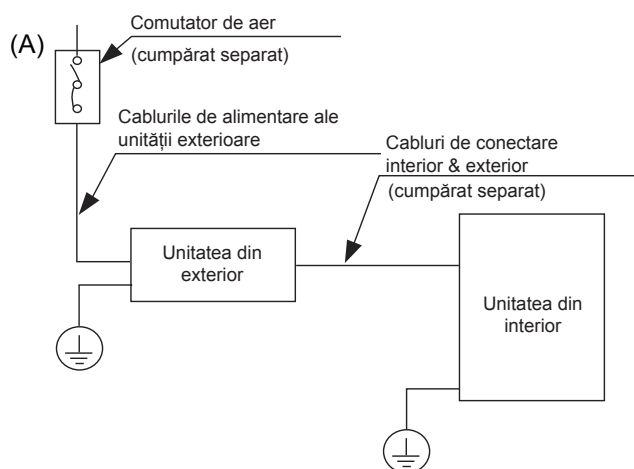 (A)
Comutator de aer
(cumpărat separat)
Cablurile de alimentare ale
unității exterioare
Cabluri de conectare
interior & exterior
(cumpărat separat)
Unitatea din
exterior
Unitatea din
interior